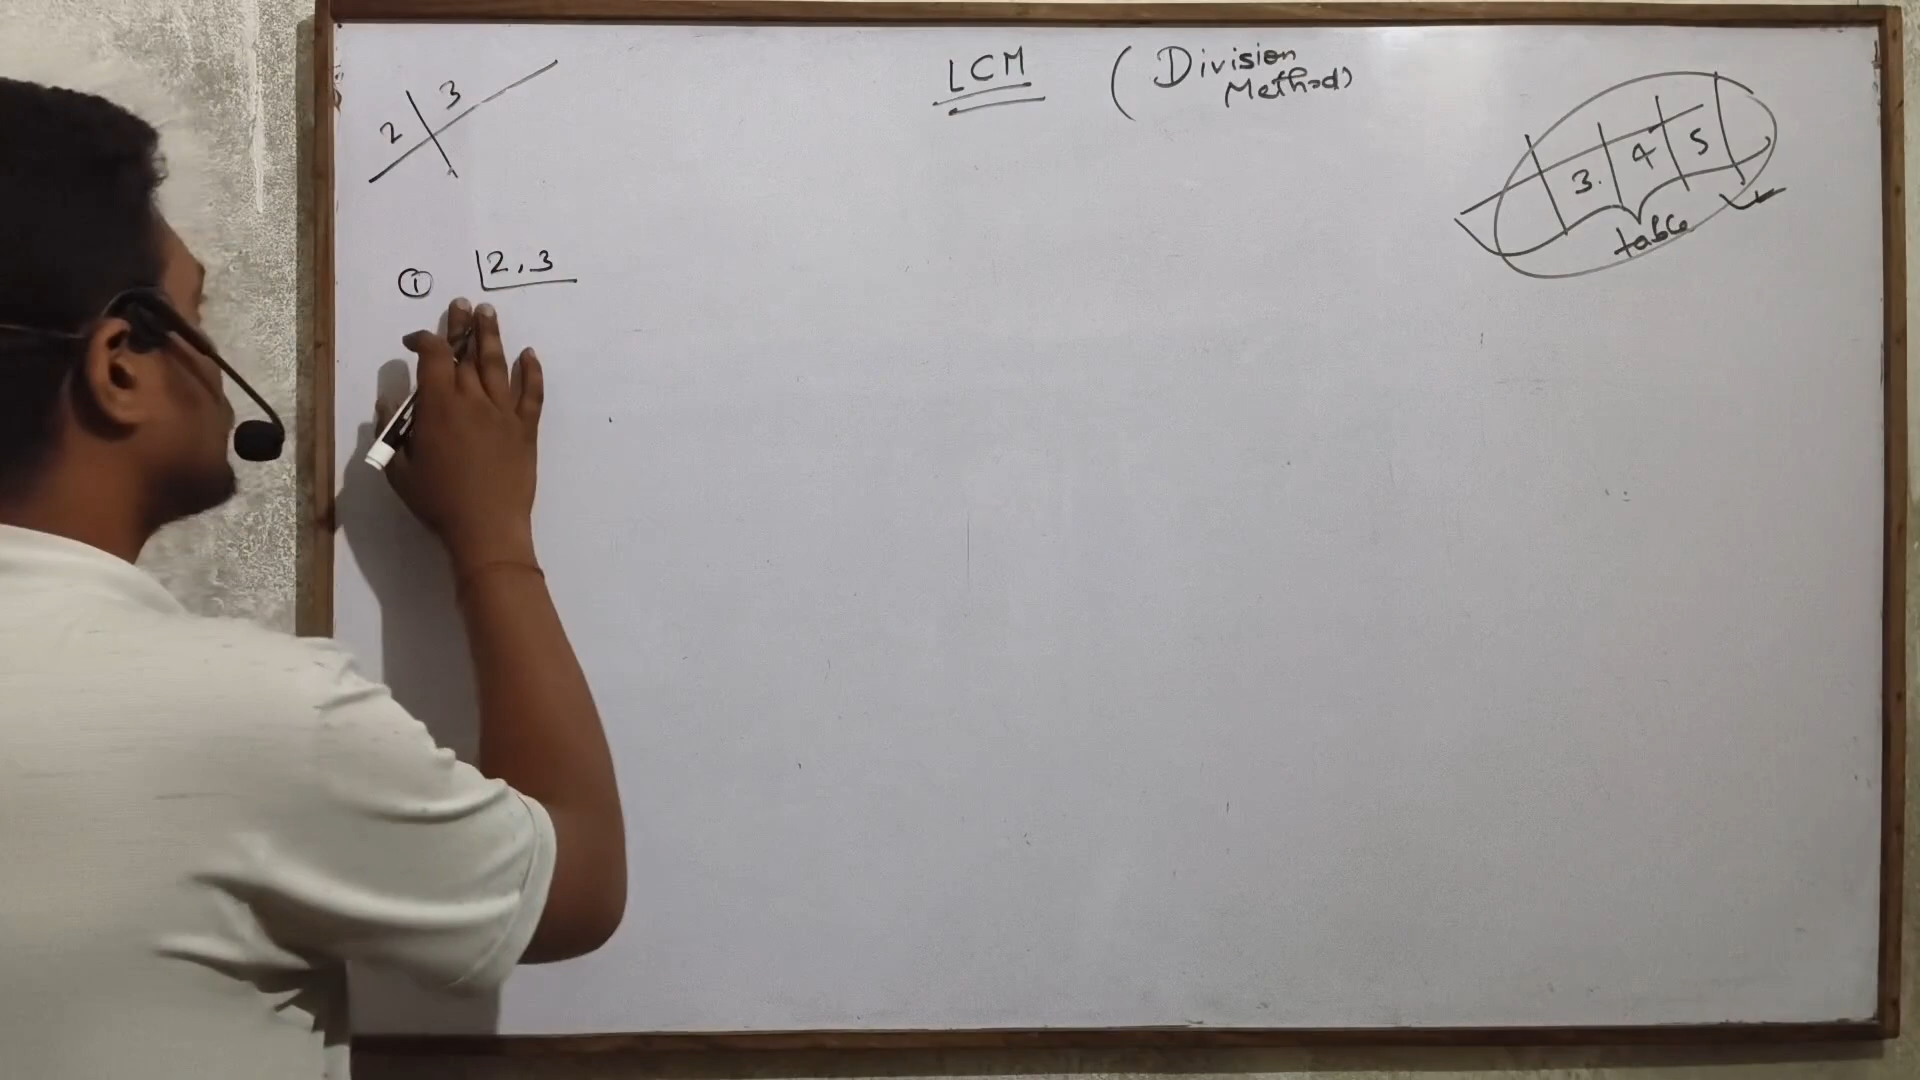 LCM (Division
Method)
2 3
3. 4 5
table
① 2, 3